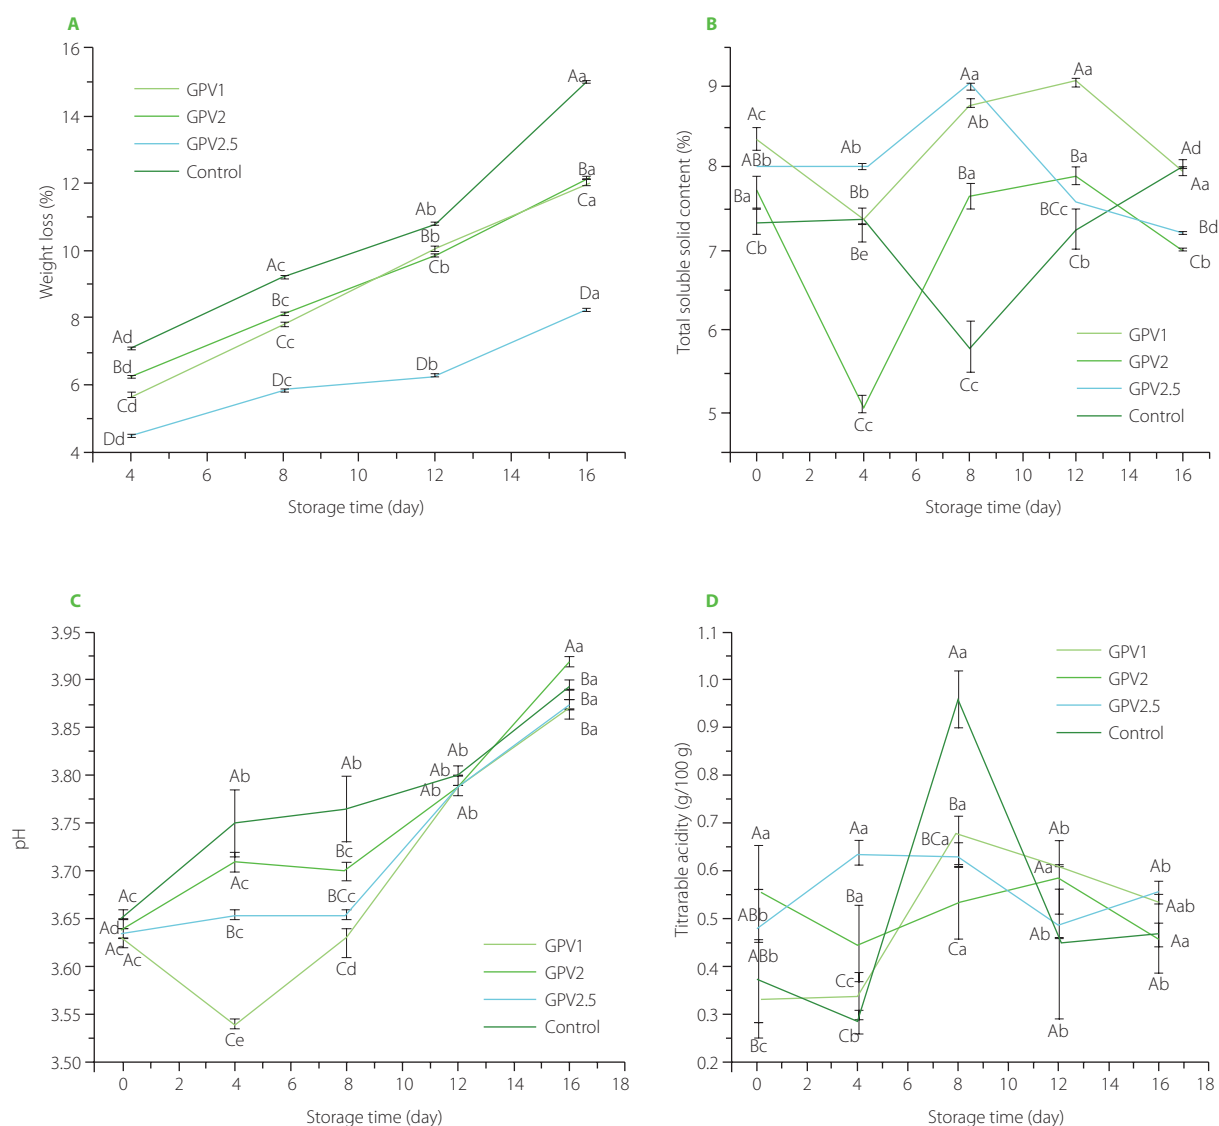 A
16
14
12
10
8
6
4
Weight loss (%)
GPV1
GPV2
GPV2.5
Control
Aa
Ba
Ca
Ab
Bb
Cb
Ac
Bc
Cc
Da
Ad
Bd
Cd
Dc
Db
Dd
4 6 8 10 12 14 16
Storage time (day)
B
9
8
7
6
5
Total soluble solid content (%)
Aa
Aa
Ac
Ab
Ab
Ad
ABb
Ba
Bb
Ba
Ba
Aa
BCc
Bd
Cb
Be
Cb
Cb
Cc
Cc
GPV1
GPV2
GPV2.5
Control
0 2 4 6 8 10 12 14 16
Storage time (day)
C
3.95
3.90
3.85
3.80
3.75
3.70
3.65
3.60
3.55
3.50
pH
Aa
Ba
Ba
Ba
Ab
Ab
Ab
Ab
Ab
Ab
Bc
Ac
Ac
BCc
Ad
Bc
Ac
Ac
Cd
Ce
GPV1
GPV2
GPV2.5
Control
0 2 4 6 8 10 12 14 16 18
Storage time (day)
D
1.1
1.0
0.9
0.8
0.7
0.6
0.5
0.4
0.3
0.2
Titrarable acidity (g/100 g)
GPV1
GPV2
GPV2.5
Control
Aa
Ba
Aa
Aa
BCa
Ab
Aa
Ab
Ba
Aab
ABb
Ab
Aa
Ca
ABb
Cc
Ab
Cb
Ab
Bc
0 2 4 6 8 10 12 14 16 18
Storage time (day)